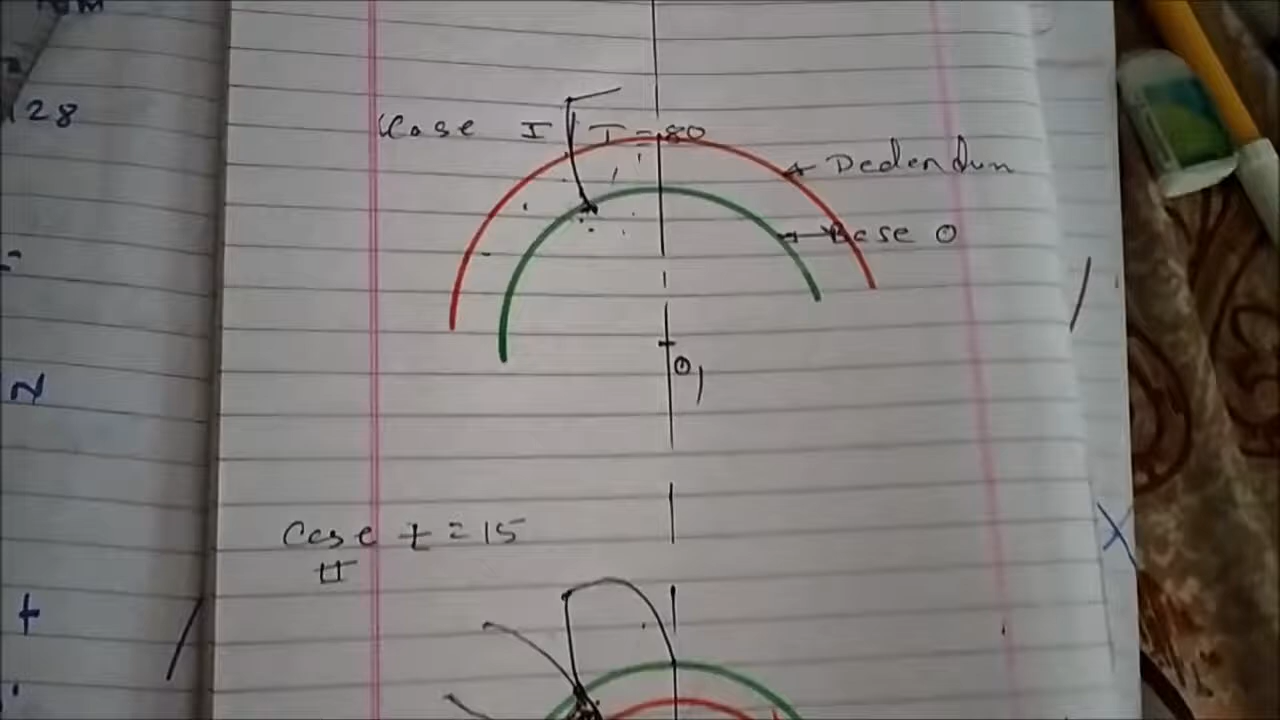 28
Case I T = 80
Dedendum
Base O
O1
Case t = 15
II